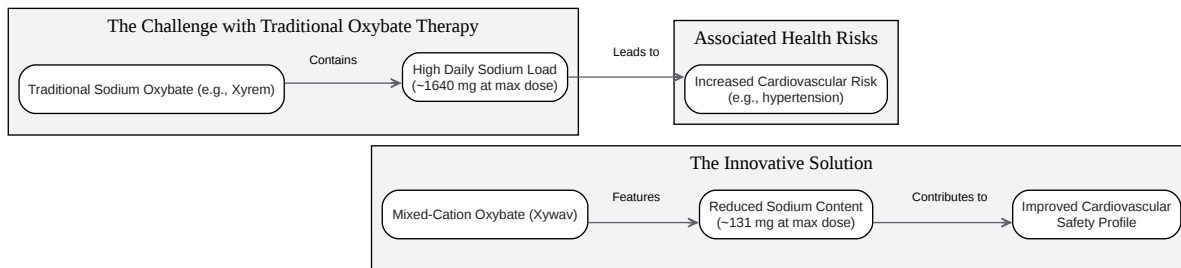 The Challenge with Traditional Oxybate Therapy
Traditional Sodium Oxybate (e.g., Xyrem)
Contains
High Daily Sodium Load
(~1640 mg at max dose)
Leads to
Associated Health Risks
Increased Cardiovascular Risk
(e.g., hypertension)
The Innovative Solution
Mixed-Cation Oxybate (Xywav)
Features
Reduced Sodium Content
(~131 mg at max dose)
Contributes to
Improved Cardiovascular
Safety Profile